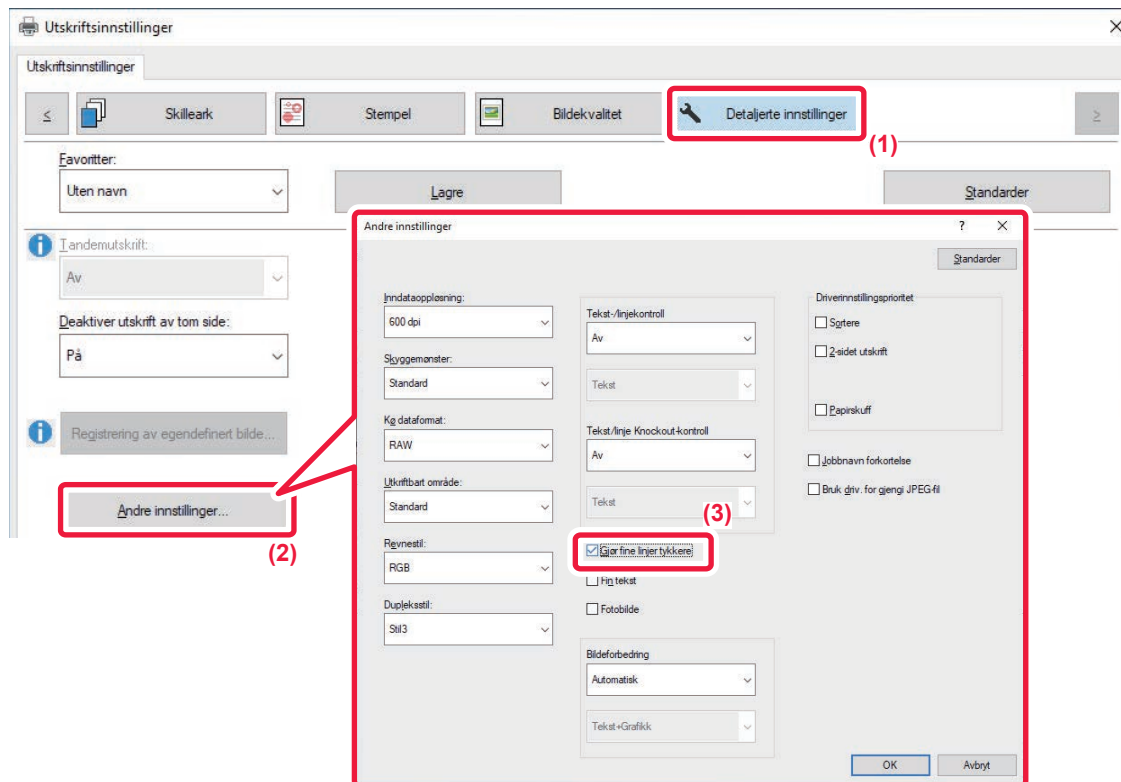 Utskriftsinnstillinger
Utskriftsinnstillinger
≤ Skilleark Stempel Bildekvalitet Detaljerte innstillinger ≥
(1)
Favoritter:
Uten navn Lagre Standarder
Tandemutskrift:
Av
Deaktiver utskrift av tom side:
På
Registrering av egendefinert bilde...
Andre innstillinger...
(2)
Andre innstillinger ?
Standarder
Inndataoppløsning:
600 dpi
Skyggemønster:
Standard
Kø dataformat:
RAW
Utkriftbart område:
Standard
Revnestil:
RGB
Dupleksstil:
Stil3
Tekst-/linjekontroll
Av
Tekst
Tekst/linje Knockout-kontroll
Av
Tekst
(3)
Gjør fine linjer tykkere
Fin tekst
Fotobilde
Bildeforbedring
Automatisk
Tekst+Grafikk
Driverinnstillingsprioritet
Sortere
2-sidet utskrift
Papirskuff
Jobbnavn forkortelse
Bruk driv. for gjengi JPEG-fil
OK Avbryt